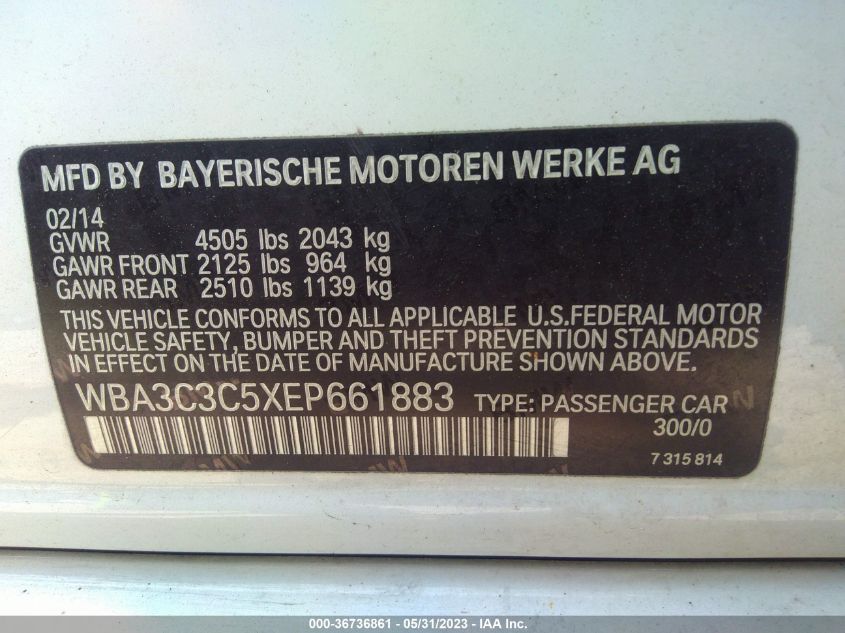 MFD BY BAYERISCHE MOTOREN WERKE AG
02/14
GVWR 4505 lbs 2043 kg
GAWR FRONT 2125 lbs 964 kg
GAWR REAR 2510 lbs 1139 kg
THIS VEHICLE CONFORMS TO ALL APPLICABLE U.S.FEDERAL MOTOR
VEHICLE SAFETY, BUMPER AND THEFT PREVENTION STANDARDS
IN EFFECT ON THE DATE OF MANUFACTURE SHOWN ABOVE.
WBA3C3C5XEP661883 TYPE: PASSENGER CAR
300/0
7 315 814
000-36736861 - 05/31/2023 - IAA Inc.